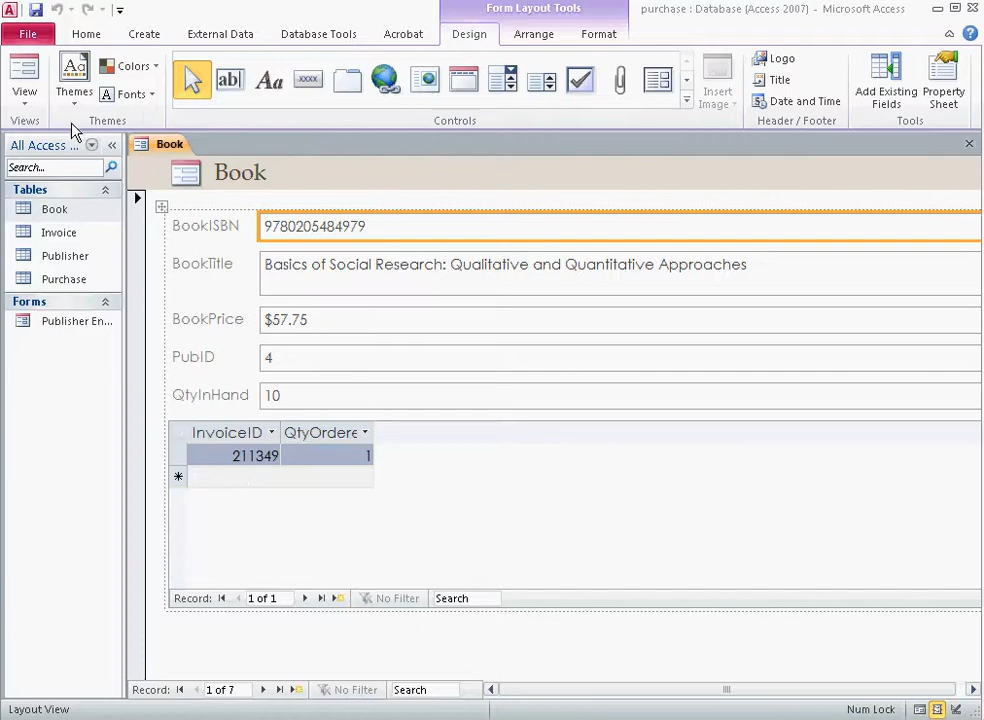 Form Layout Tools
purchase : Database (Access 2007) - Microsoft Access
File Home Create External Data Database Tools Acrobat Design Arrange Format
View
Views
Aa
Themes
Colors
A Fonts
Themes
ab|
Aa
xxxx
Controls
Insert
Image
Logo
Title
Date and Time
Header / Footer
Add Existing
Fields
Property
Sheet
Tools
All Access ...
Search...
Tables
Book
Invoice
Publisher
Purchase
Forms
Publisher En...
Book
Book
BookISBN 9780205484979
BookTitle Basics of Social Research: Qualitative and Quantitative Approaches
BookPrice $57.75
PubID 4
QtyInHand 10
InvoiceID QtyOrdere
211349 1
Record: 1 of 1 No Filter Search
Record: 1 of 7 No Filter Search
Layout View Num Lock